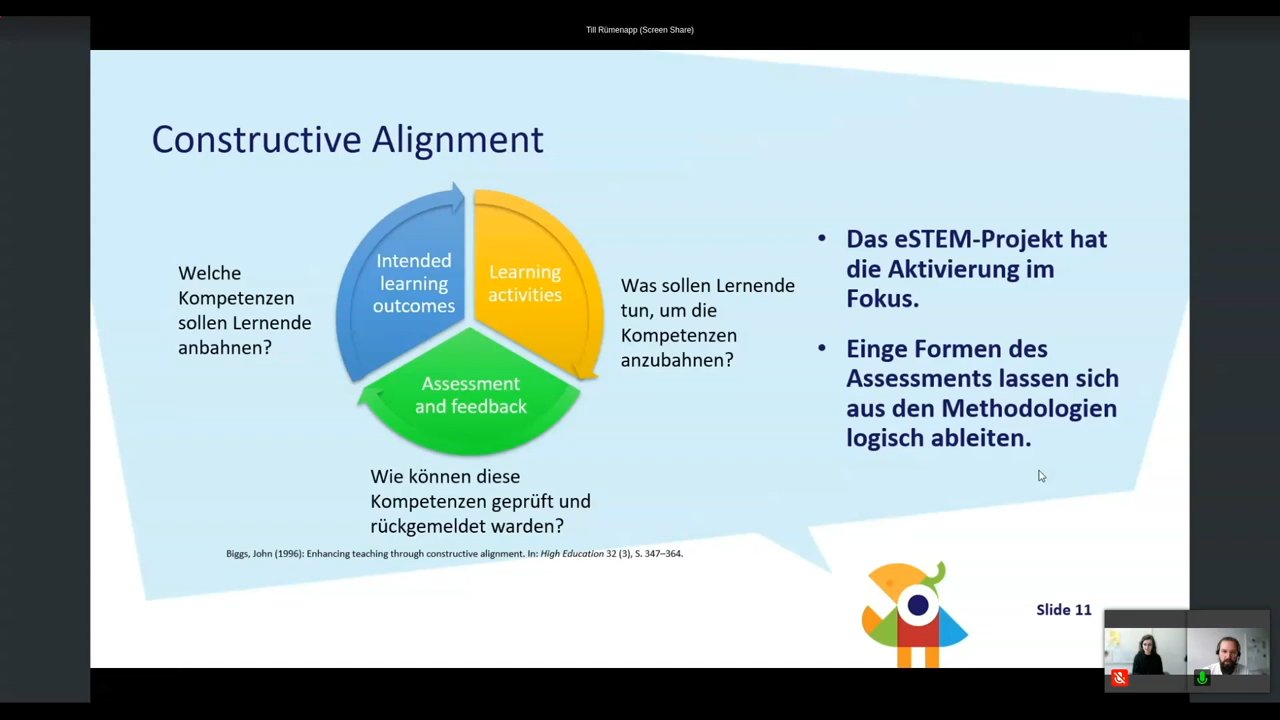 Till Rümenapp (Screen Share)
Constructive Alignment
Welche
Kompetenzen
sollen Lernende
anbahnen?
Intended
learning
outcomes
Learning
activities
Was sollen Lernende
tun, um die
Kompetenzen
anzubahnen?
Assessment
and feedback
Wie können diese
Kompetenzen geprüft und
rückgemeldet warden?
Biggs, John (1996): Enhancing teaching through constructive alignment. In: High Education 32 (3), S. 347–364.
• Das eSTEM-Projekt hat
die Aktivierung im
Fokus.
• Einge Formen des
Assessments lassen sich
aus den Methodologien
logisch ableiten.
Slide 11